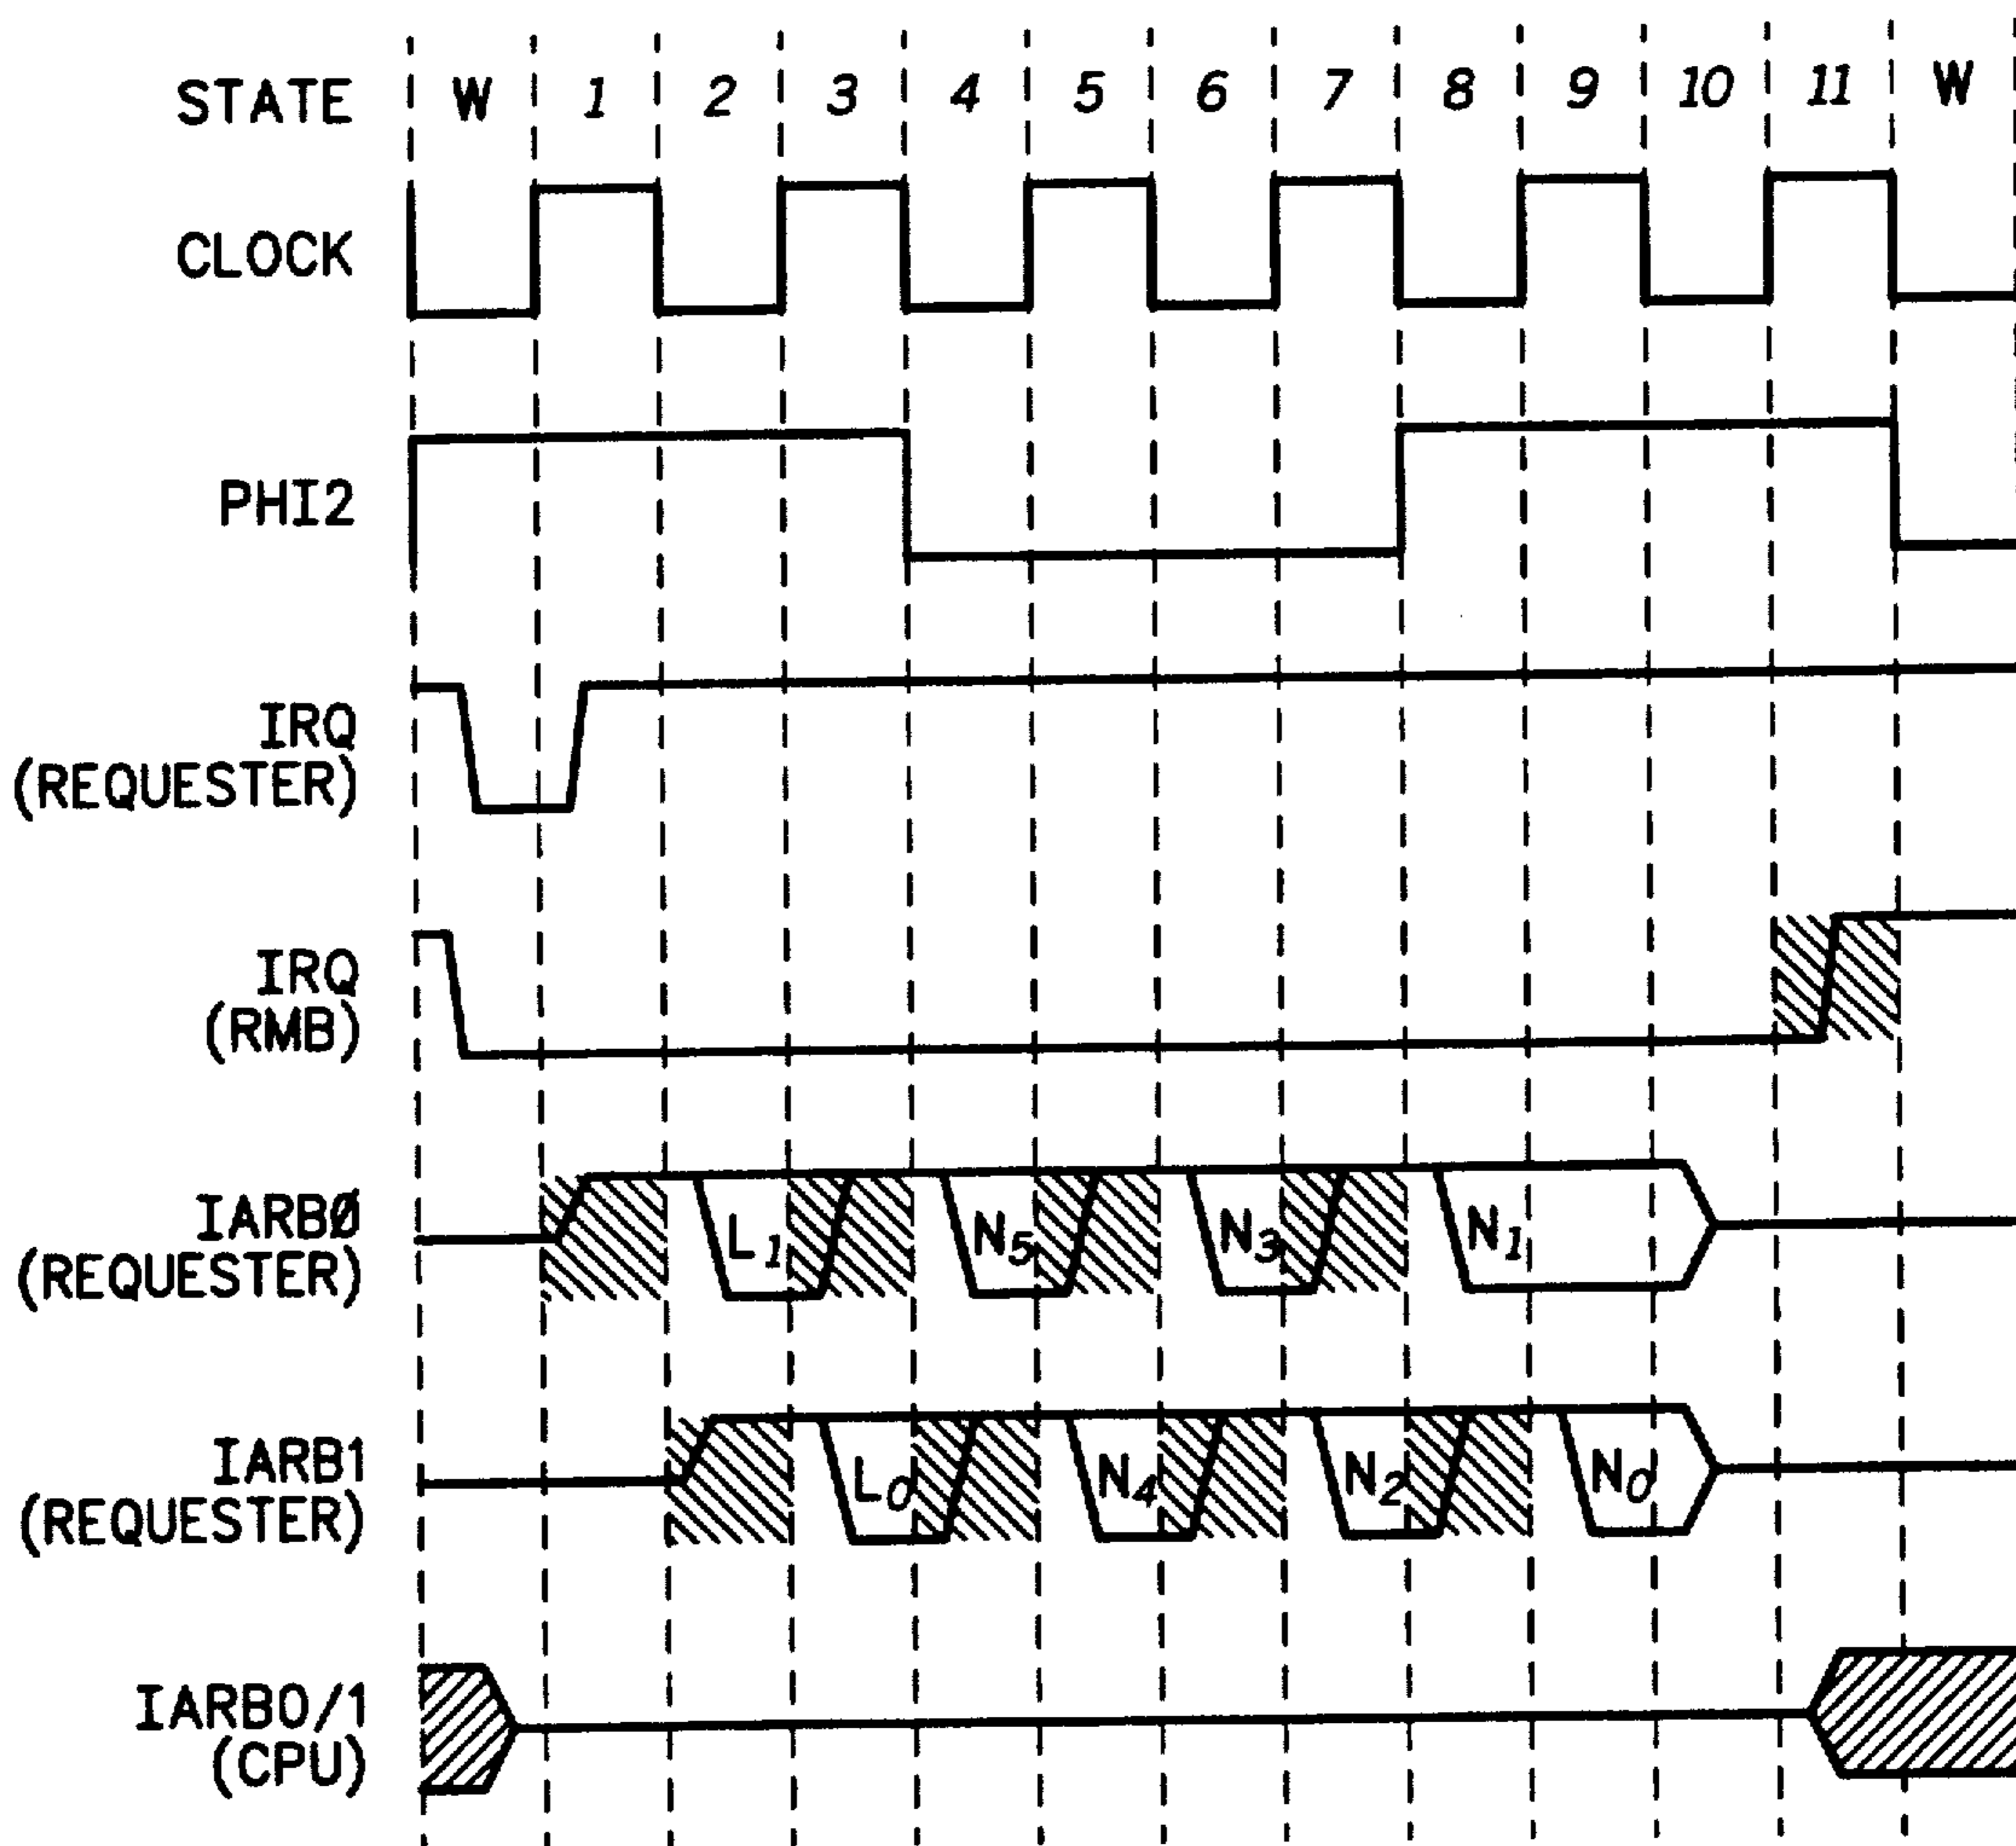 STATE W 1 2 3 4 5 6 7 8 9 10 11 W
CLOCK
PHI2
IRQ
(REQUESTER)
IRQ
(RMB)
IARBØ
(REQUESTER)
L1 N5 N3 N1
IARB1
(REQUESTER)
L0 N4 N2 N0
IARB0/1
(CPU)